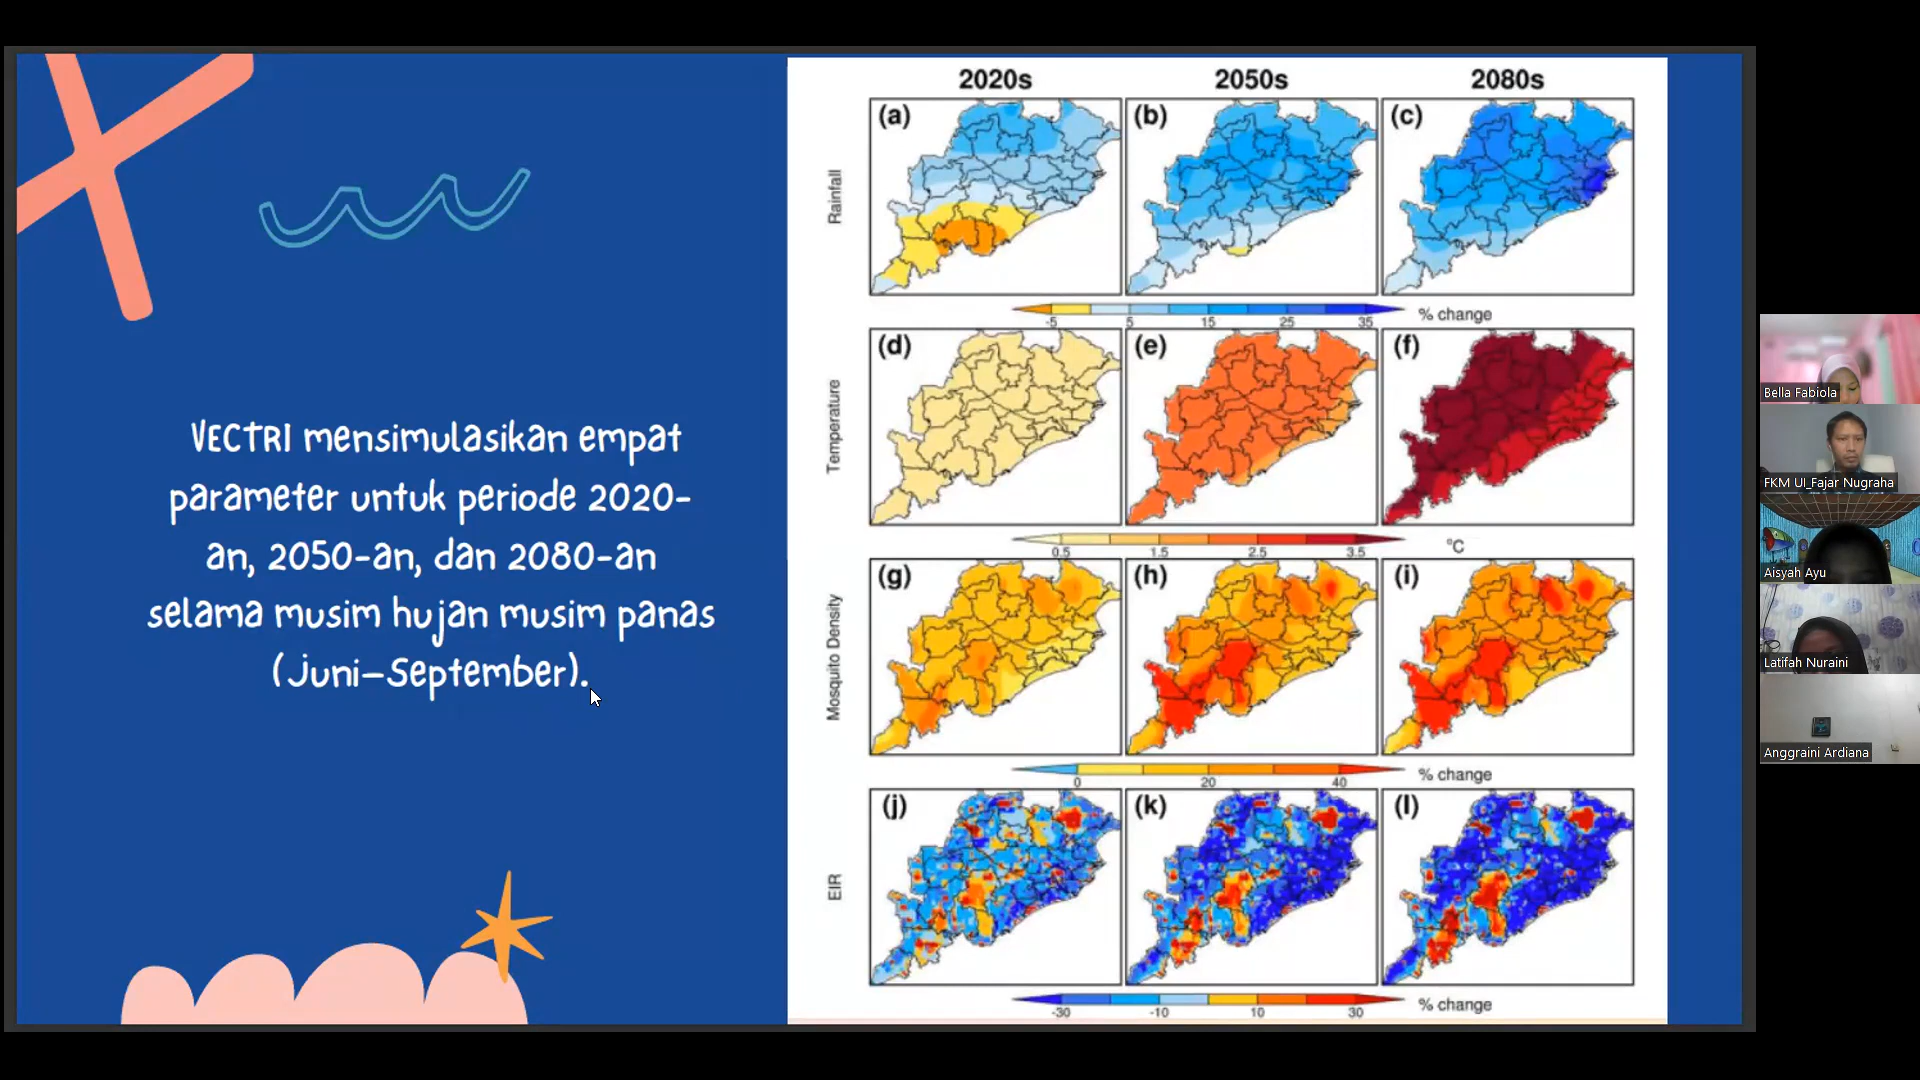 VECTRI mensimulasikan empat
parameter untuk periode 2020-
an, 2050-an, dan 2080-an
selama musim hujan musim panas
(Juni–September).
2020s 2050s 2080s
Rainfall
(a) (b) (c)
-5 5 15 25 35 % change
Temperature
(d) (e) (f)
0.5 1.5 2.5 3.5 °C
Mosquito Density
(g) (h) (i)
0 20 40 % change
EIR
(j) (k) (l)
-30 -10 10 30 % change
Bella Fabiola
FKM UI_Fajar Nugraha
Aisyah Ayu
Latifah Nuraini
Anggraini Ardiana